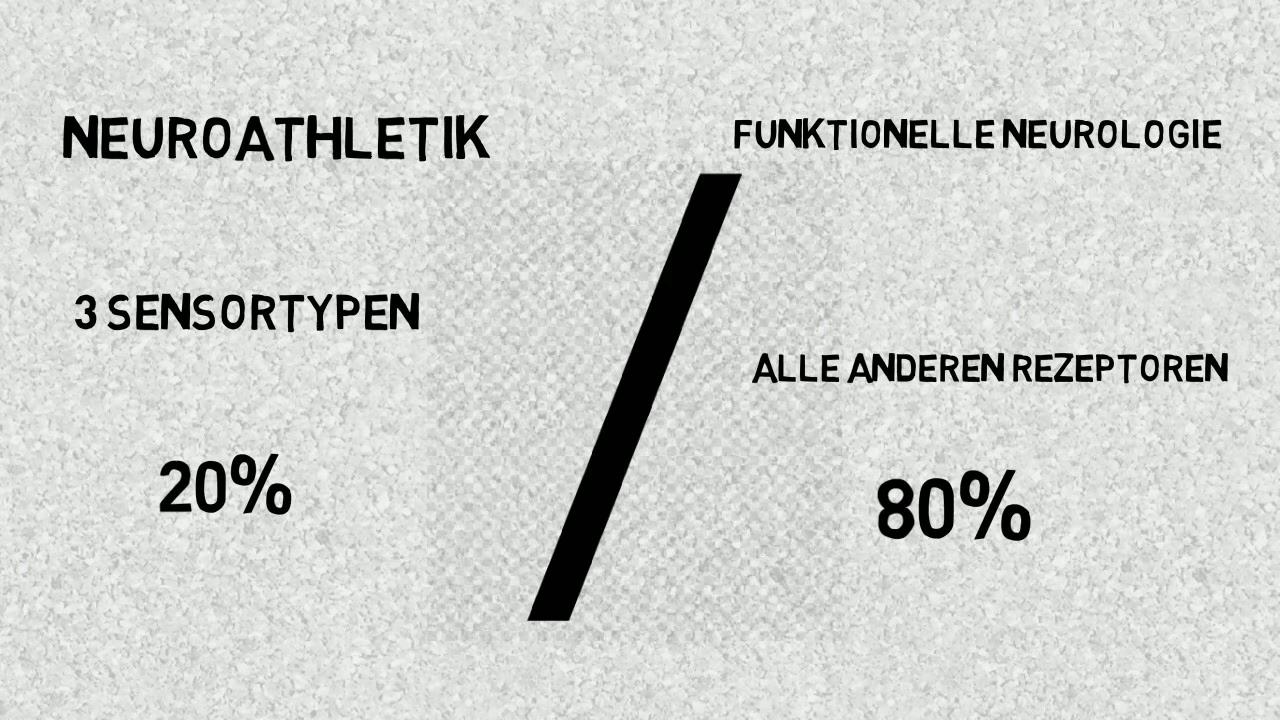 NEUROATHLETIK
3 SENSORTYPEN
20%
FUNKTIONELLE NEUROLOGIE
ALLE ANDEREN REZEPTOREN
80%